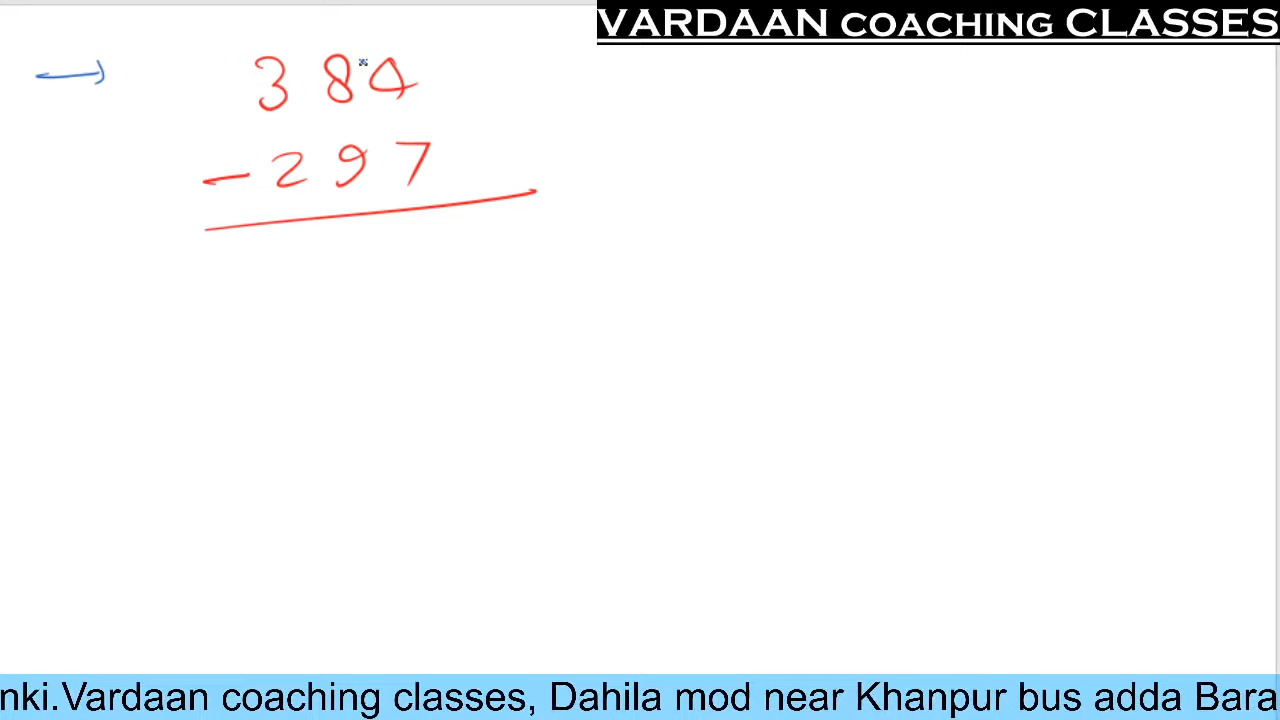 VARDAAN COACHING CLASSES
384
- 297
nki.Vardaan coaching classes, Dahila mod near Khanpur bus adda Bara